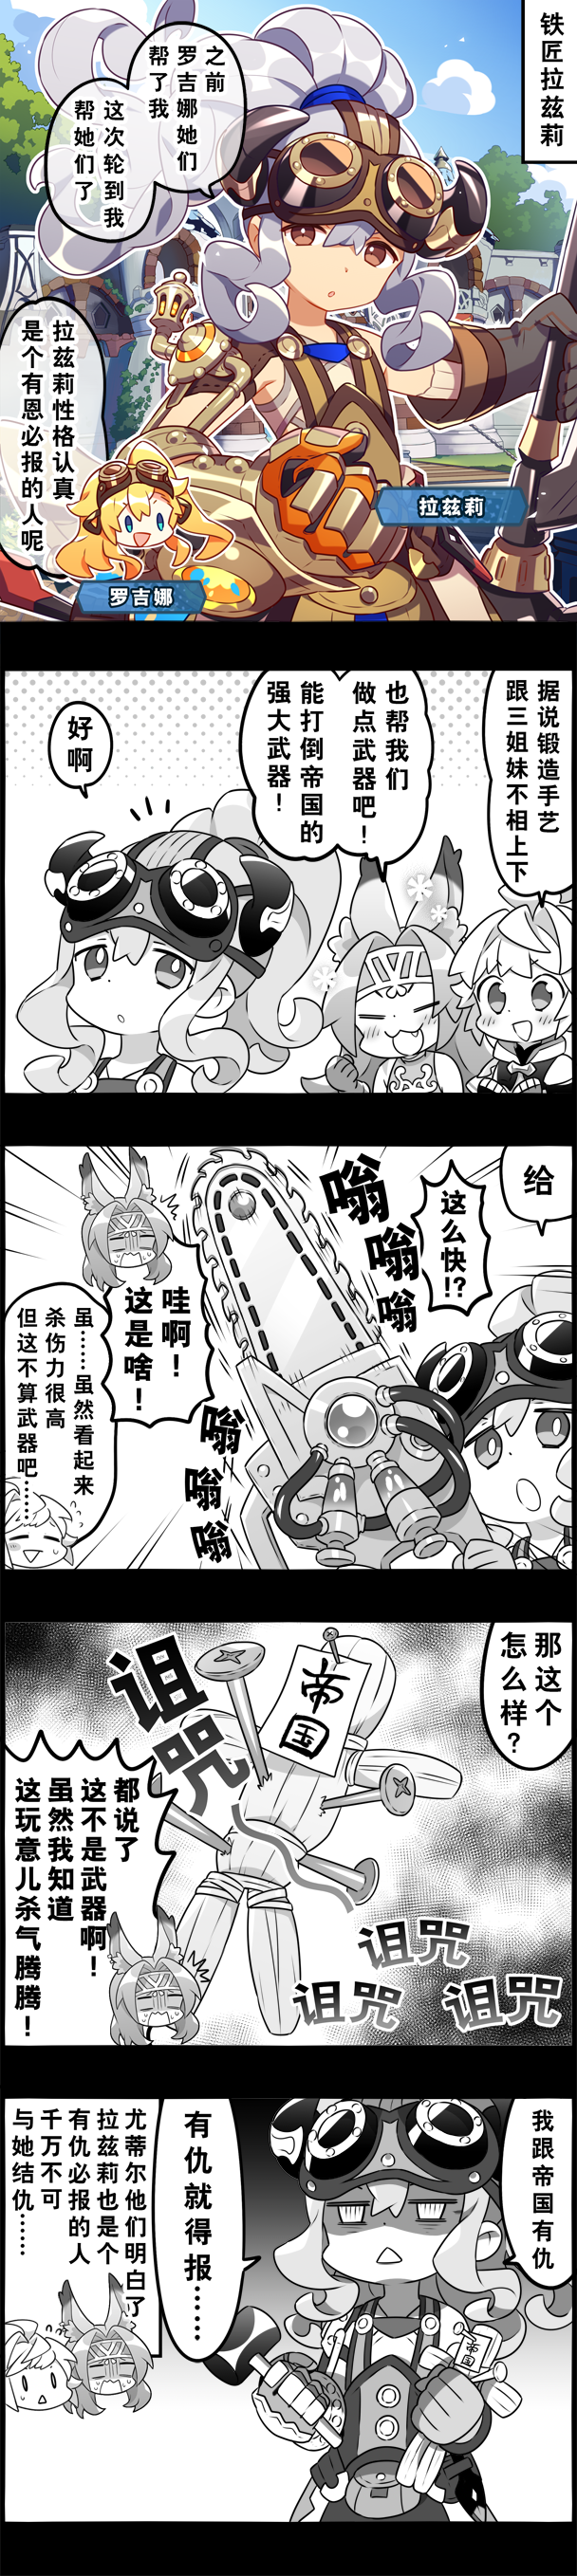 铁匠拉兹莉
之前
罗吉娜她们
帮了我
这次轮到我
帮她们了
拉兹莉性格认真
是个有恩必报的人呢
拉兹莉
罗吉娜
据说锻造手艺
跟三姐妹不相上下
也帮我们
做点武器吧！
能打倒帝国的
强大武器！
好啊
给
这么快!?
嗡嗡嗡
哇啊！
这是啥！
嗡嗡嗡
虽……虽然看起来
杀伤力很高
但这不算武器吧……
那这个
怎么样？
帝国
诅咒
诅咒
诅咒
诅咒
都说了
这不是武器啊！
虽然我知道
这玩意儿杀气腾腾！
我跟帝国有仇
有仇就得报……
帝国
尤蒂尔他们明白了
拉兹莉也是个
有仇必报的人
千万不可
与她结仇……